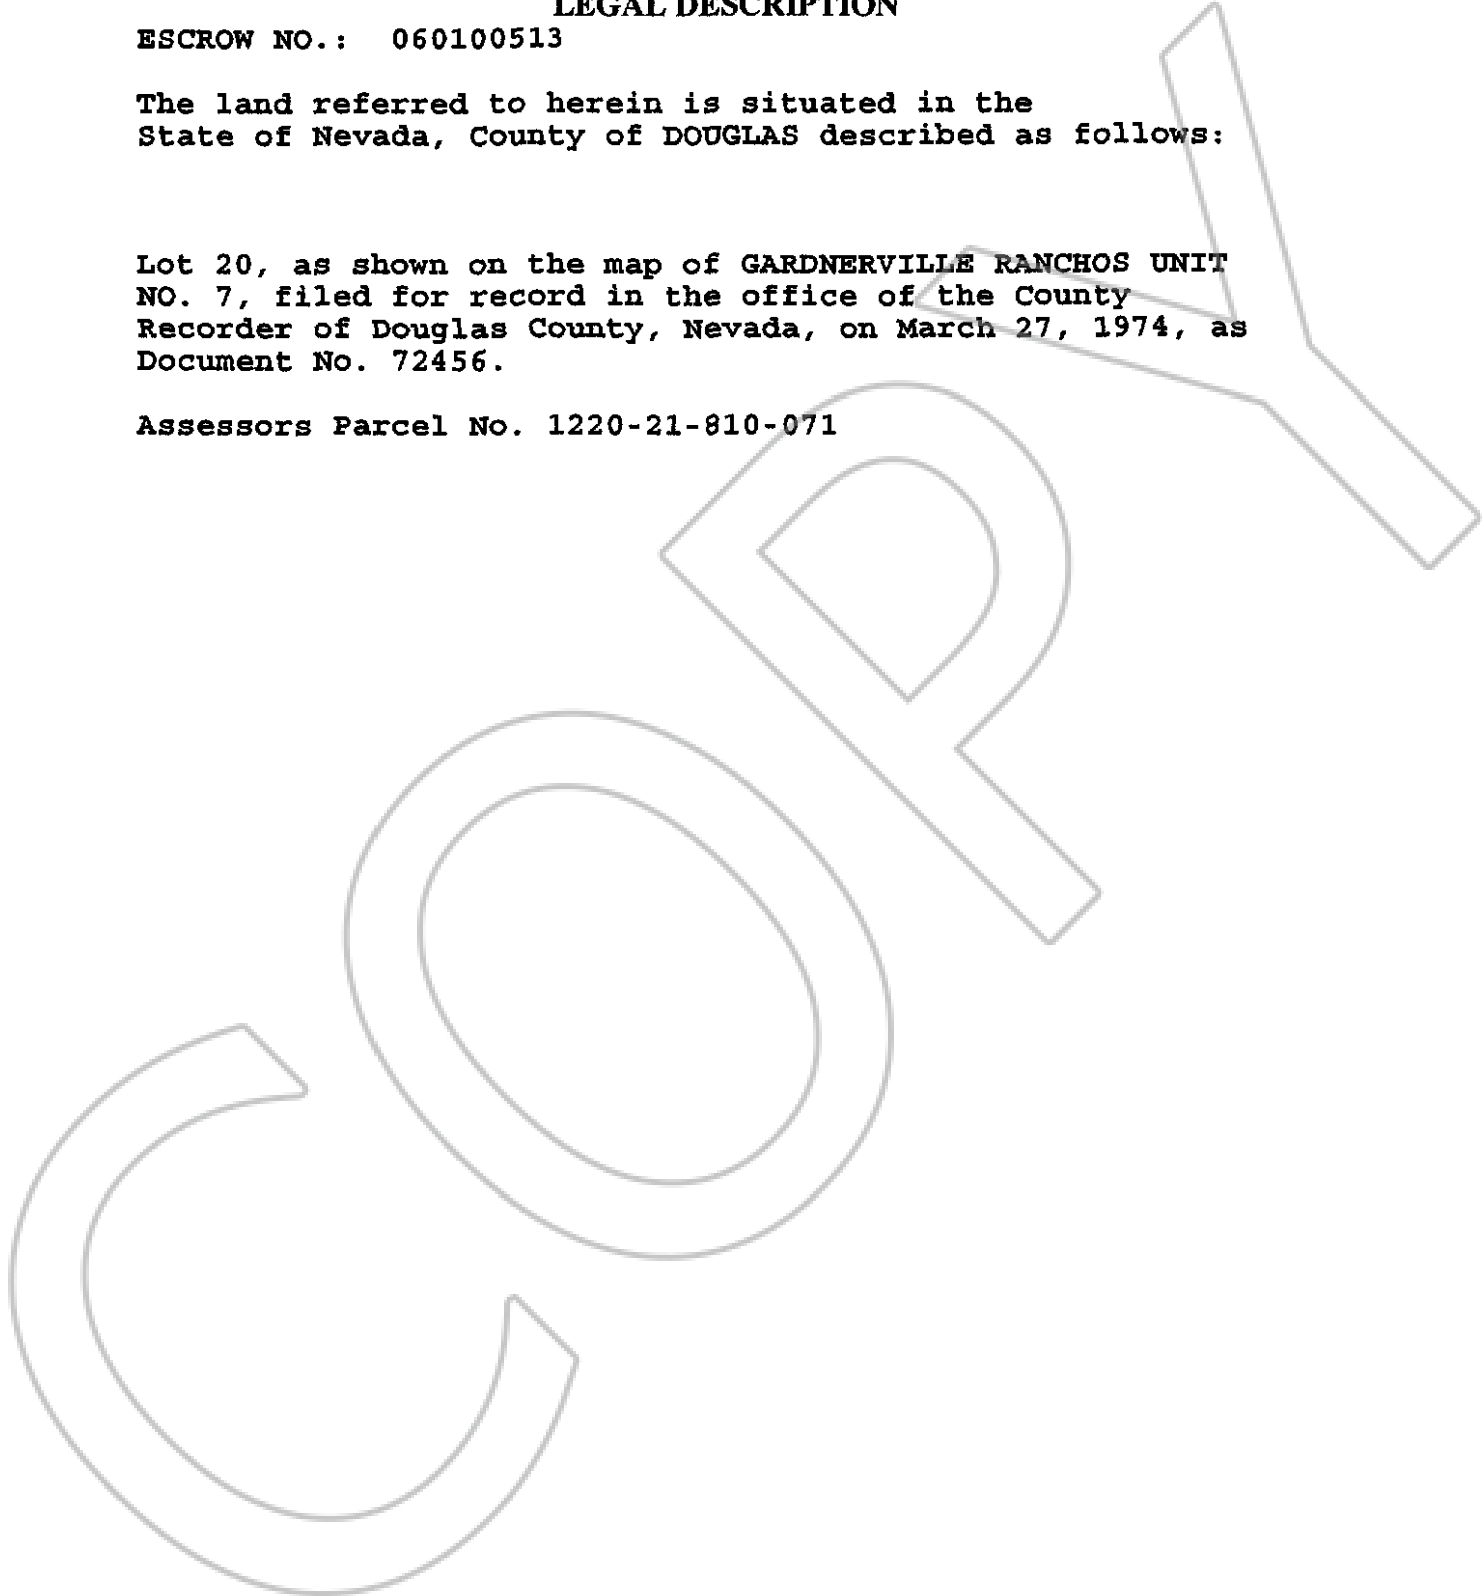 LEGAL DESCRIPTION
ESCROW NO.: 060100513
The land referred to herein is situated in the
State of Nevada, County of DOUGLAS described as follows:
Lot 20, as shown on the map of GARDNERVILLE RANCHOS UNIT
NO. 7, filed for record in the office of the County
Recorder of Douglas County, Nevada, on March 27, 1974, as
Document No. 72456.
Assessors Parcel No. 1220-21-810-071
COPY